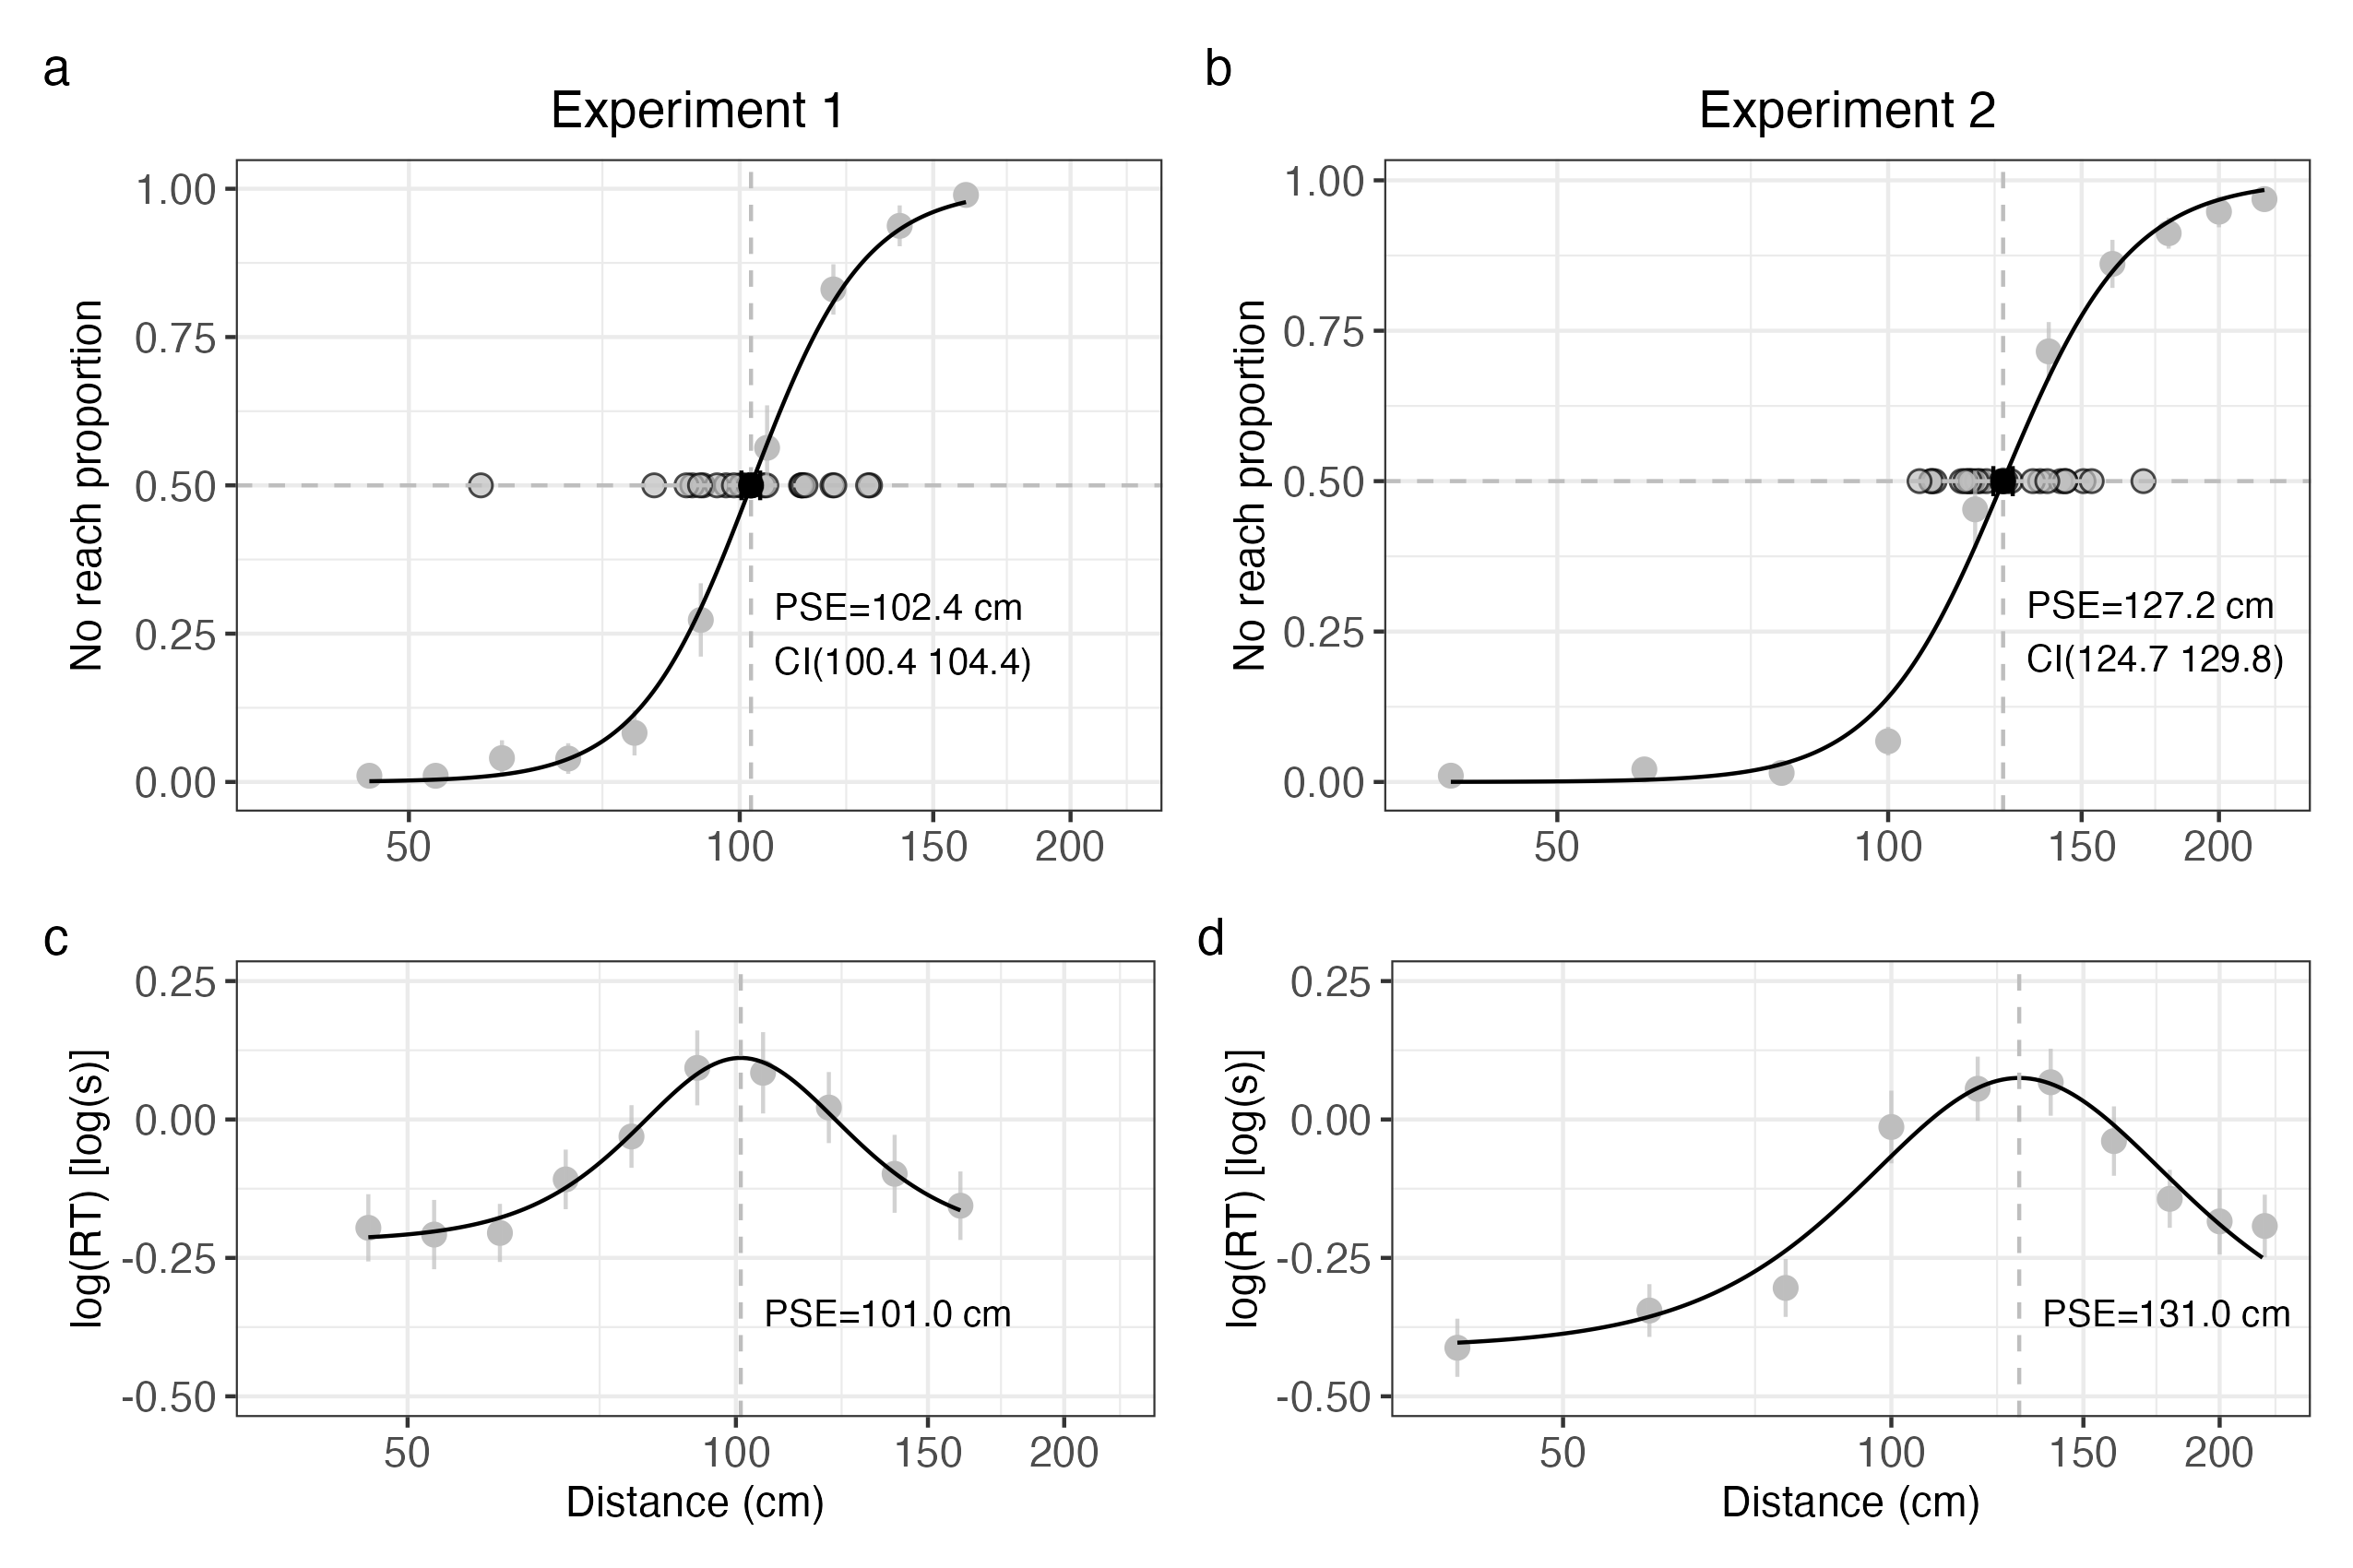 a
Experiment 1
No reach proportion
1.00
0.75
0.50
0.25
0.00
PSE=102.4 cm
CI(100.4 104.4)
50 100 150 200
b
Experiment 2
No reach proportion
1.00
0.75
0.50
0.25
0.00
PSE=127.2 cm
CI(124.7 129.8)
50 100 150 200
c
log(RT) [log(s)]
0.25
0.00
-0.25
-0.50
PSE=101.0 cm
50 100 150 200
Distance (cm)
d
log(RT) [log(s)]
0.25
0.00
-0.25
-0.50
PSE=131.0 cm
50 100 150 200
Distance (cm)